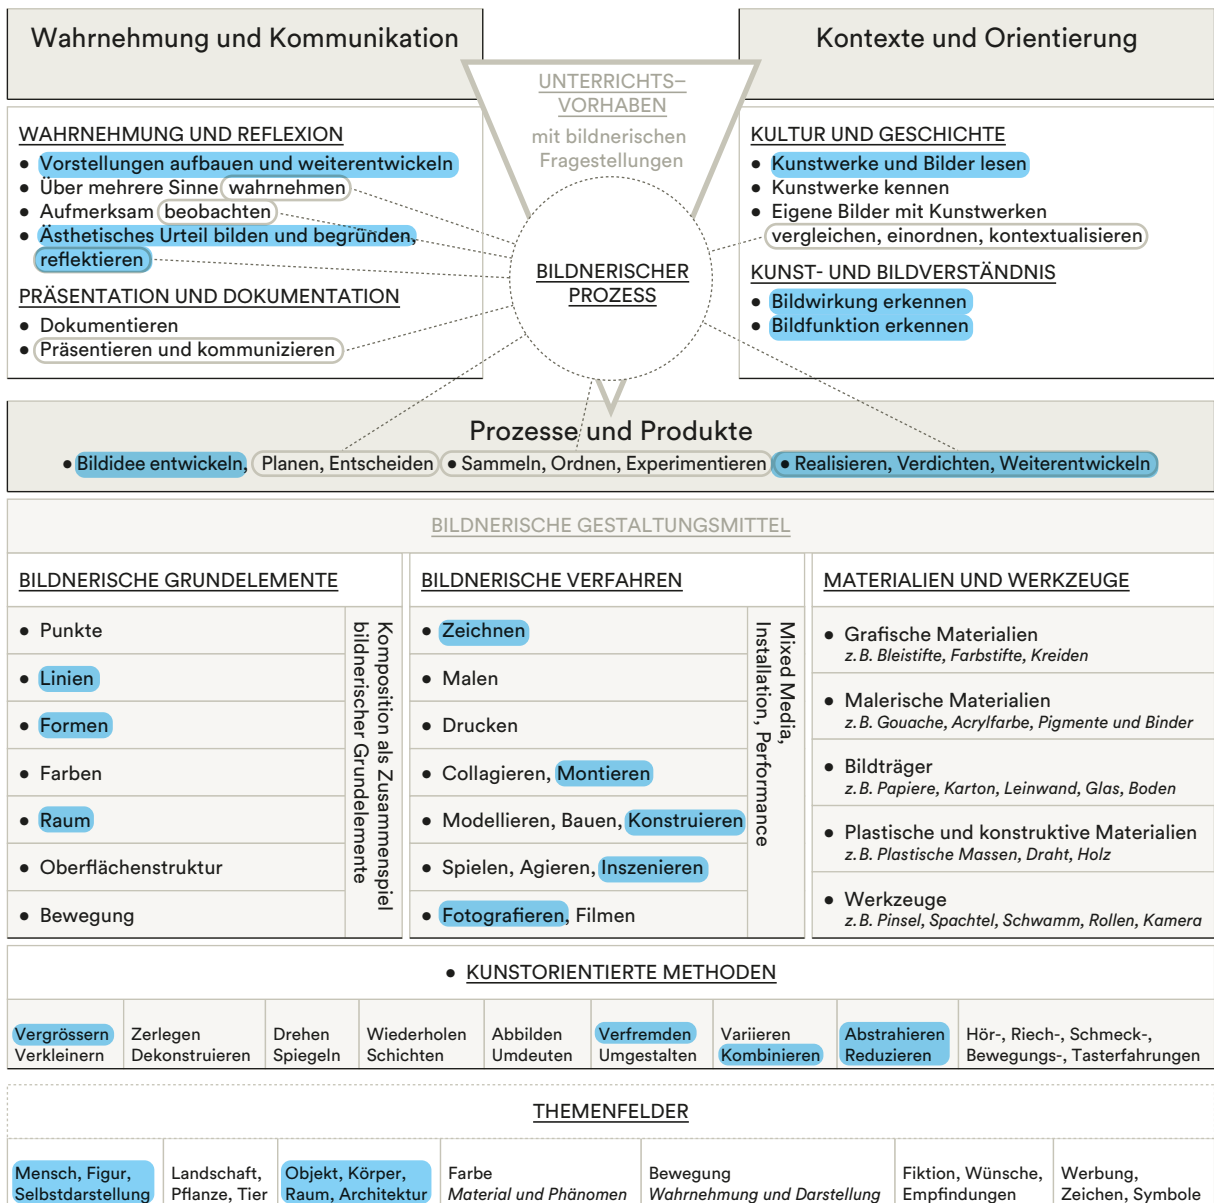 Wahrnehmung und Kommunikation
Kontexte und Orientierung
UNTERRICHTS–
VORHABEN
mit bildnerischen
Fragestellungen
WAHRNEHMUNG UND REFLEXION
• Vorstellungen aufbauen und weiterentwickeln
• Über mehrere Sinne wahrnehmen
• Aufmerksam beobachten
• Ästhetisches Urteil bilden und begründen,
reflektieren
PRÄSENTATION UND DOKUMENTATION
• Dokumentieren
• Präsentieren und kommunizieren
BILDNERISCHER
PROZESS
KULTUR UND GESCHICHTE
• Kunstwerke und Bilder lesen
• Kunstwerke kennen
• Eigene Bilder mit Kunstwerken
vergleichen, einordnen, kontextualisieren
KUNST- UND BILDVERSTÄNDNIS
• Bildwirkung erkennen
• Bildfunktion erkennen
Prozesse und Produkte
• Bildidee entwickeln, Planen, Entscheiden • Sammeln, Ordnen, Experimentieren • Realisieren, Verdichten, Weiterentwickeln
BILDNERISCHE GESTALTUNGSMITTEL
BILDNERISCHE GRUNDELEMENTE
• Punkte
• Linien
• Formen
• Farben
• Raum
• Oberflächenstruktur
• Bewegung
Komposition als Zusammenspiel
bildnerischer Grundelemente
BILDNERISCHE VERFAHREN
• Zeichnen
• Malen
• Drucken
• Collagieren, Montieren
• Modellieren, Bauen, Konstruieren
• Spielen, Agieren, Inszenieren
• Fotografieren, Filmen
Mixed Media,
Installation, Performance
MATERIALIEN UND WERKZEUGE
• Grafische Materialien
z. B. Bleistifte, Farbstifte, Kreiden
• Malerische Materialien
z. B. Gouache, Acrylfarbe, Pigmente und Binder
• Bildträger
z. B. Papiere, Karton, Leinwand, Glas, Boden
• Plastische und konstruktive Materialien
z. B. Plastische Massen, Draht, Holz
• Werkzeuge
z. B. Pinsel, Spachtel, Schwamm, Rollen, Kamera
• KUNSTORIENTIERTE METHODEN
Vergrössern
Verkleinern
Zerlegen
Dekonstruieren
Drehen
Spiegeln
Wiederholen
Schichten
Abbilden
Umdeuten
Verfremden
Umgestalten
Variieren
Kombinieren
Abstrahieren
Reduzieren
Hör-, Riech-, Schmeck-,
Bewegungs-, Tasterfahrungen
THEMENFELDER
Mensch, Figur,
Selbstdarstellung
Landschaft,
Pflanze, Tier
Objekt, Körper,
Raum, Architektur
Farbe
Material und Phänomen
Bewegung
Wahrnehmung und Darstellung
Fiktion, Wünsche,
Empfindungen
Werbung,
Zeichen, Symbole